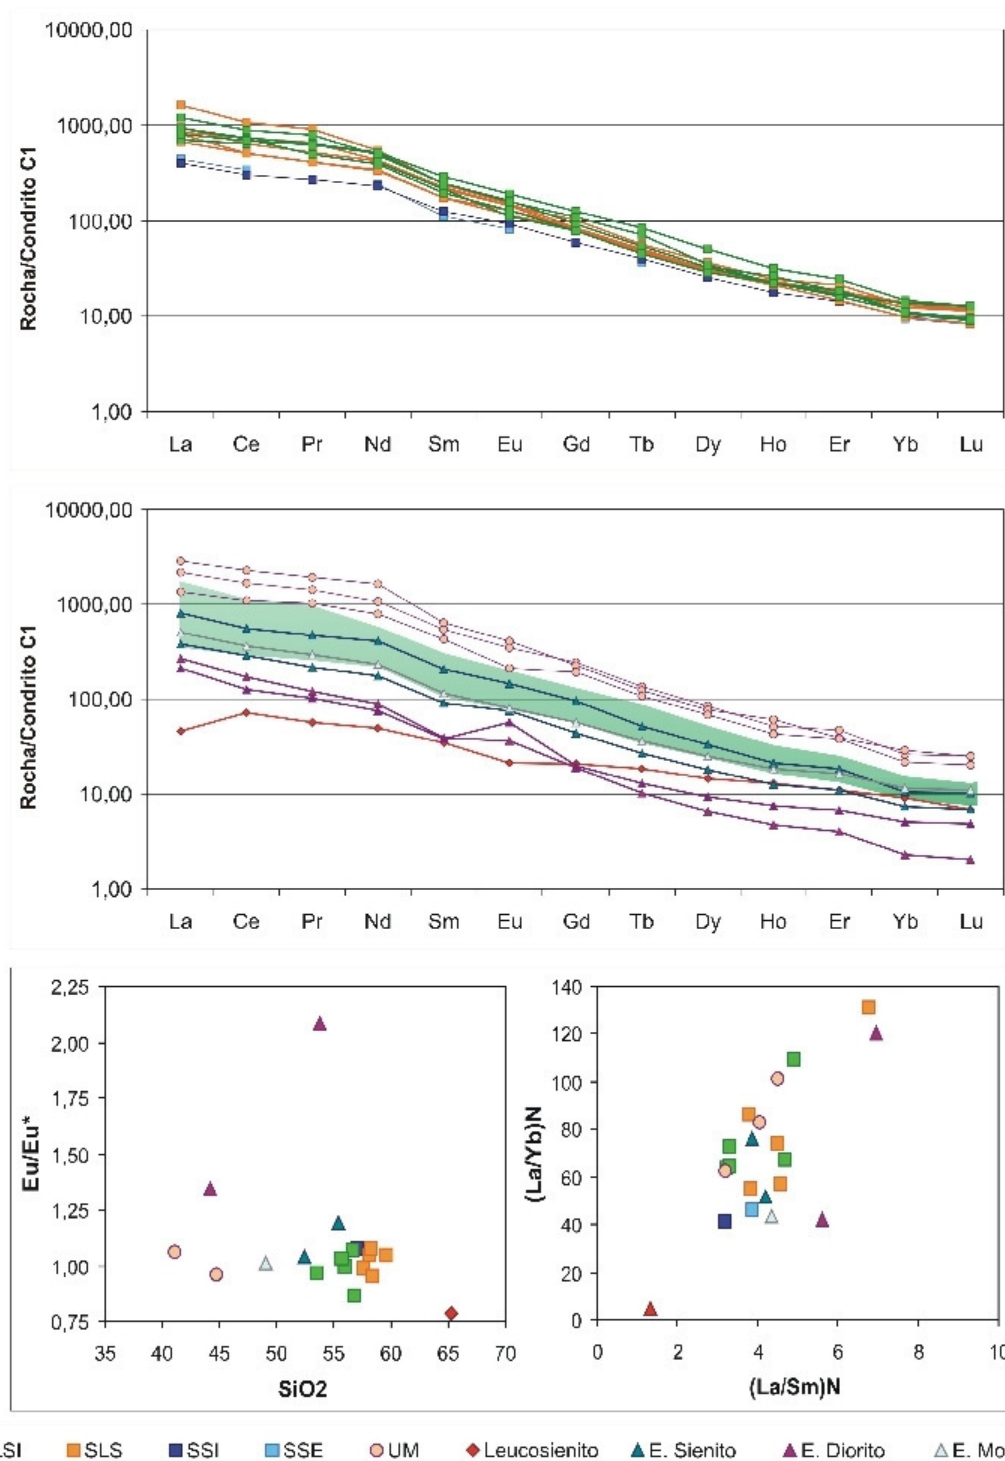 10000,00
1000,00
100,00
10,00
1,00
Rocha/Condrito C1
La Ce Pr Nd Sm Eu Gd Tb Dy Ho Er Yb Lu
10000,00
1000,00
100,00
10,00
1,00
Rocha/Condrito C1
La Ce Pr Nd Sm Eu Gd Tb Dy Ho Er Yb Lu
2,25
2,00
1,75
1,50
1,25
1,00
0,75
Eu/Eu*
35 40 45 50 55 60 65 70
SiO2
140
120
100
80
60
40
20
0
(La/Yb)N
0 2 4 6 8 10
(La/Sm)N
LSI SLS SSI SSE UM Leucosienito E. Sienito E. Diorito E. Mo